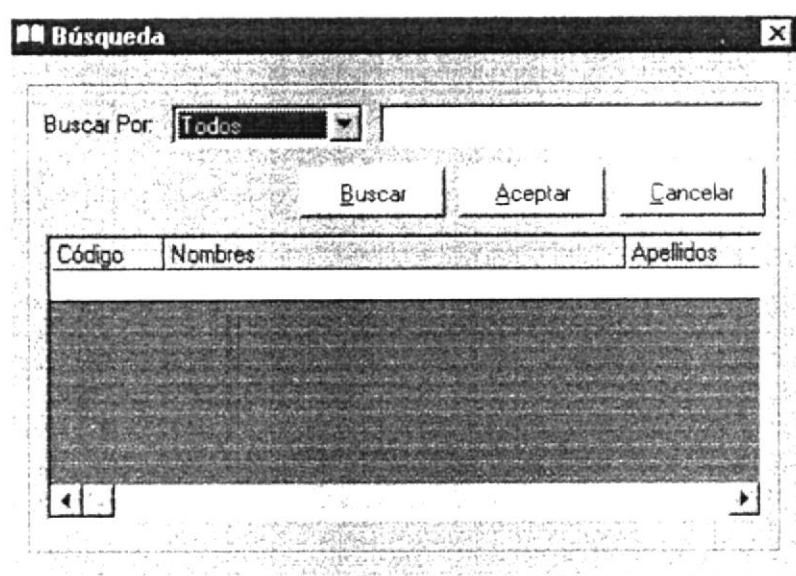 Búsqueda
Buscar Por: Todos
Buscar Aceptar Cancelar
Código Nombres Apellidos